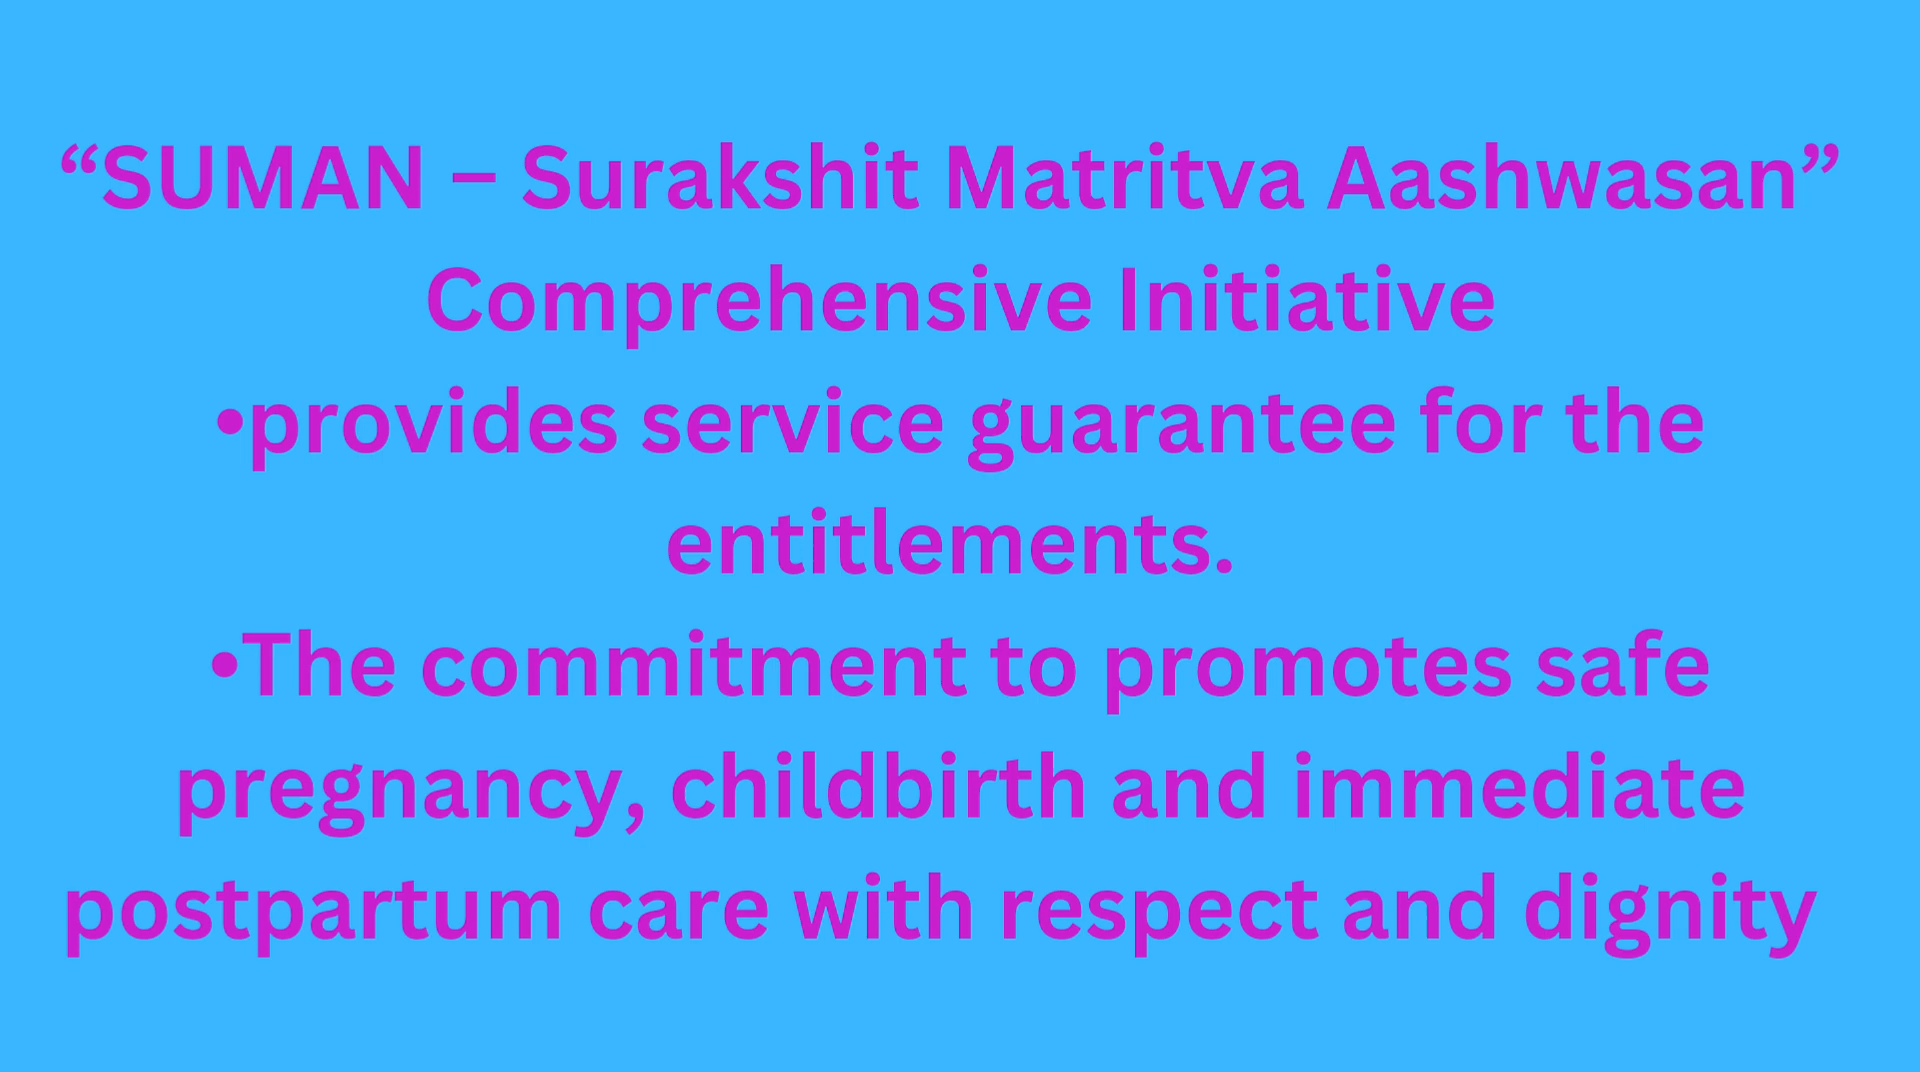 “SUMAN – Surakshit Matritva Aashwasan”
Comprehensive Initiative
•provides service guarantee for the
entitlements.
•The commitment to promotes safe
pregnancy, childbirth and immediate
postpartum care with respect and dignity